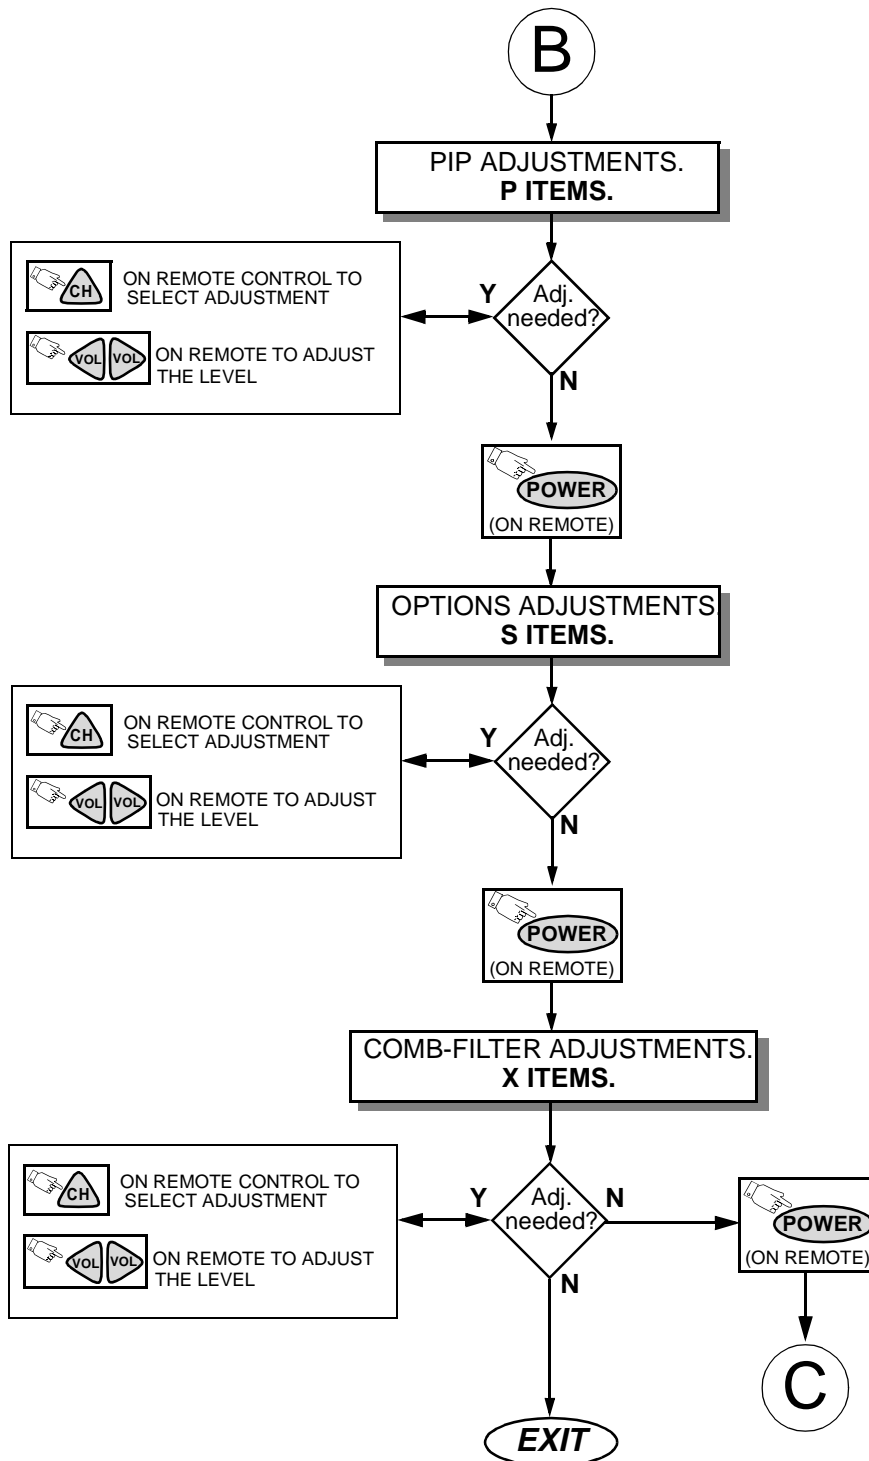 B
PIP ADJUSTMENTS.
P ITEMS.
CH
ON REMOTE CONTROL TO
SELECT ADJUSTMENT
VOL VOL
ON REMOTE TO ADJUST
THE LEVEL
Y
Adj.
needed?
N
POWER
(ON REMOTE)
OPTIONS ADJUSTMENTS.
S ITEMS.
CH
ON REMOTE CONTROL TO
SELECT ADJUSTMENT
VOL VOL
ON REMOTE TO ADJUST
THE LEVEL
Y
Adj.
needed?
N
POWER
(ON REMOTE)
COMB-FILTER ADJUSTMENTS.
X ITEMS.
CH
ON REMOTE CONTROL TO
SELECT ADJUSTMENT
VOL VOL
ON REMOTE TO ADJUST
THE LEVEL
Y
Adj.
needed?
N
N
POWER
(ON REMOTE)
C
EXIT